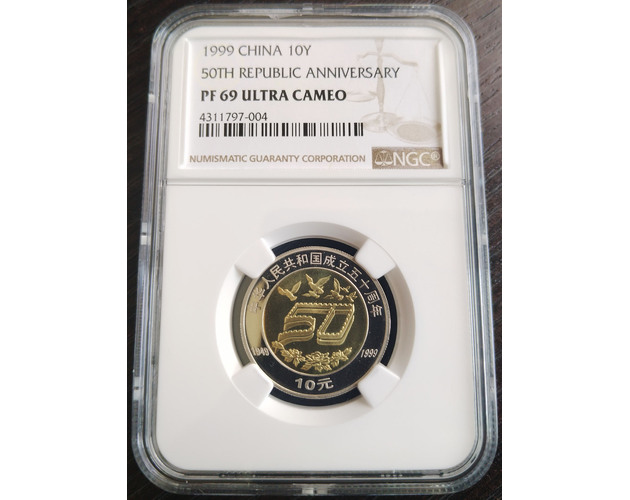 1999 CHINA 10Y
50TH REPUBLIC ANNIVERSARY
PF 69 ULTRA CAMEO
4311797-004
NUMISMATIC GUARANTY CORPORATION NGC®
中华人民共和国成立五十周年
50
1949 1999
10元